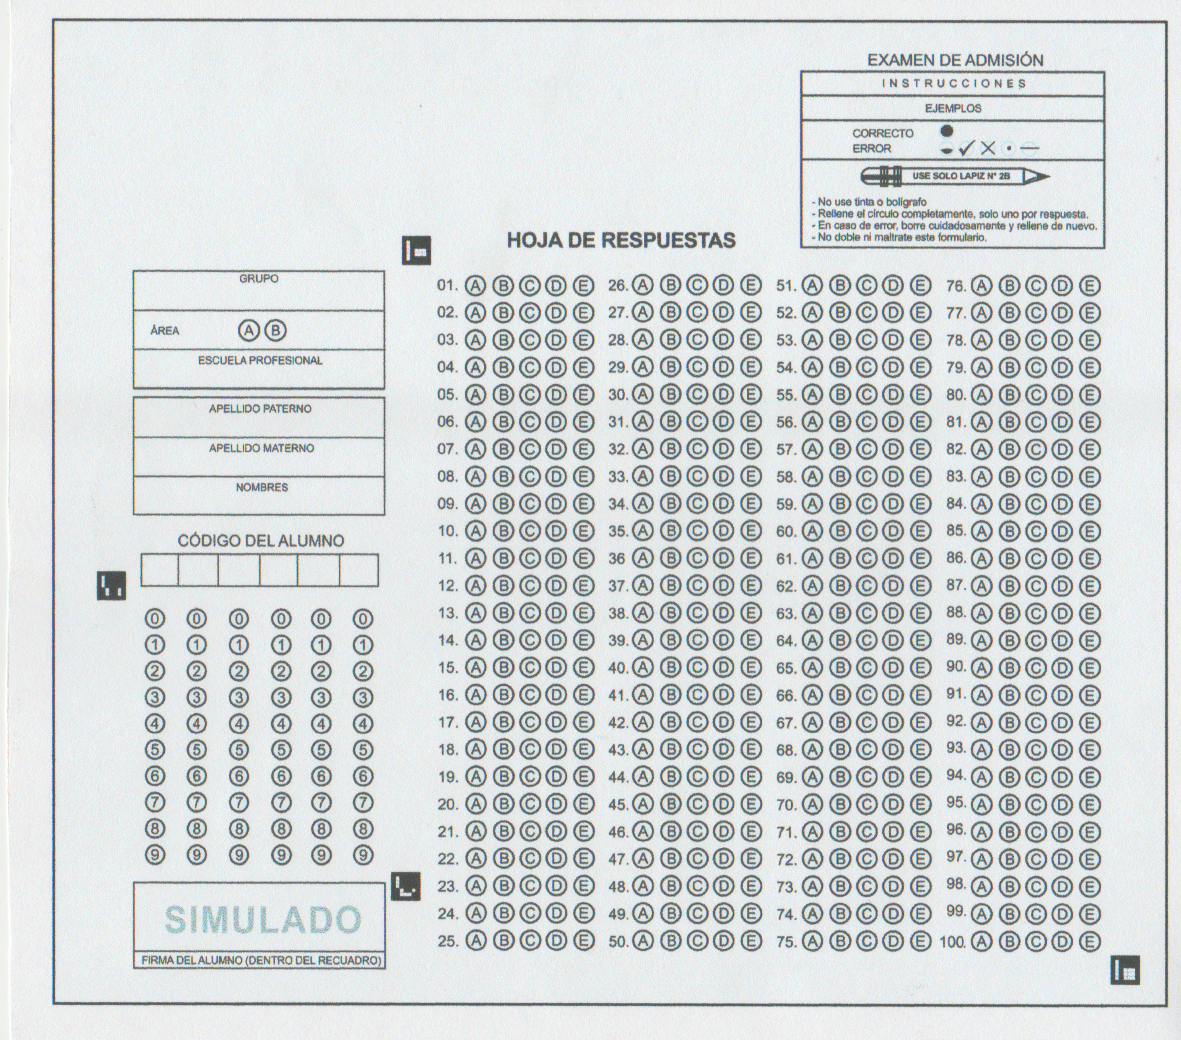 EXAMEN DE ADMISIÓN
INSTRUCCIONES
EJEMPLOS
CORRECTO
ERROR
USE SOLO LAPIZ N° 2B
- No use tinta o bolígrafo
- Rellene el círculo completamente, solo uno por respuesta.
- En caso de error, borre cuidadosamente y rellene de nuevo.
- No doble ni maltrate este formulario.
HOJA DE RESPUESTAS
GRUPO
ÁREA A B
ESCUELA PROFESIONAL
APELLIDO PATERNO
APELLIDO MATERNO
NOMBRES
CÓDIGO DEL ALUMNO
0 0 0 0 0 0
1 1 1 1 1 1
2 2 2 2 2 2
3 3 3 3 3 3
4 4 4 4 4 4
5 5 5 5 5 5
6 6 6 6 6 6
7 7 7 7 7 7
8 8 8 8 8 8
9 9 9 9 9 9
SIMULADO
FIRMA DEL ALUMNO (DENTRO DEL RECUADRO)
01. A B C D E 26. A B C D E 51. A B C D E 76. A B C D E
02. A B C D E 27. A B C D E 52. A B C D E 77. A B C D E
03. A B C D E 28. A B C D E 53. A B C D E 78. A B C D E
04. A B C D E 29. A B C D E 54. A B C D E 79. A B C D E
05. A B C D E 30. A B C D E 55. A B C D E 80. A B C D E
06. A B C D E 31. A B C D E 56. A B C D E 81. A B C D E
07. A B C D E 32. A B C D E 57. A B C D E 82. A B C D E
08. A B C D E 33. A B C D E 58. A B C D E 83. A B C D E
09. A B C D E 34. A B C D E 59. A B C D E 84. A B C D E
10. A B C D E 35. A B C D E 60. A B C D E 85. A B C D E
11. A B C D E 36 A B C D E 61. A B C D E 86. A B C D E
12. A B C D E 37. A B C D E 62. A B C D E 87. A B C D E
13. A B C D E 38. A B C D E 63. A B C D E 88. A B C D E
14. A B C D E 39. A B C D E 64. A B C D E 89. A B C D E
15. A B C D E 40. A B C D E 65. A B C D E 90. A B C D E
16. A B C D E 41. A B C D E 66. A B C D E 91. A B C D E
17. A B C D E 42. A B C D E 67. A B C D E 92. A B C D E
18. A B C D E 43. A B C D E 68. A B C D E 93. A B C D E
19. A B C D E 44. A B C D E 69. A B C D E 94. A B C D E
20. A B C D E 45. A B C D E 70. A B C D E 95. A B C D E
21. A B C D E 46. A B C D E 71. A B C D E 96. A B C D E
22. A B C D E 47. A B C D E 72. A B C D E 97. A B C D E
23. A B C D E 48. A B C D E 73. A B C D E 98. A B C D E
24. A B C D E 49. A B C D E 74. A B C D E 99. A B C D E
25. A B C D E 50. A B C D E 75. A B C D E 100. A B C D E